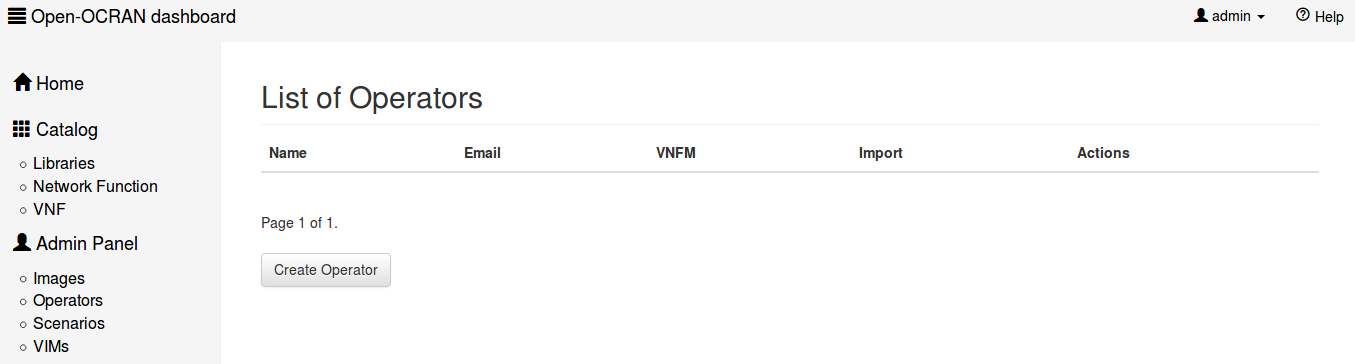 Open-OCRAN dashboard
admin
Help
Home
Catalog
Libraries
Network Function
VNF
Admin Panel
Images
Operators
Scenarios
VIMs
List of Operators
Name Email VNFM Import Actions
Page 1 of 1.
Create Operator